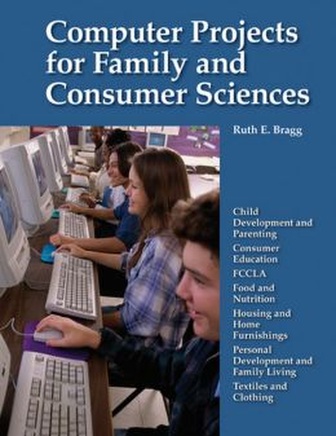 Computer Projects
for Family and
Consumer Sciences
Ruth E. Bragg
Child
Development and
Parenting
Consumer
Education
FCCLA
Food and
Nutrition
Housing and
Home
Furnishings
Personal
Development and
Family Living
Textiles and
Clothing